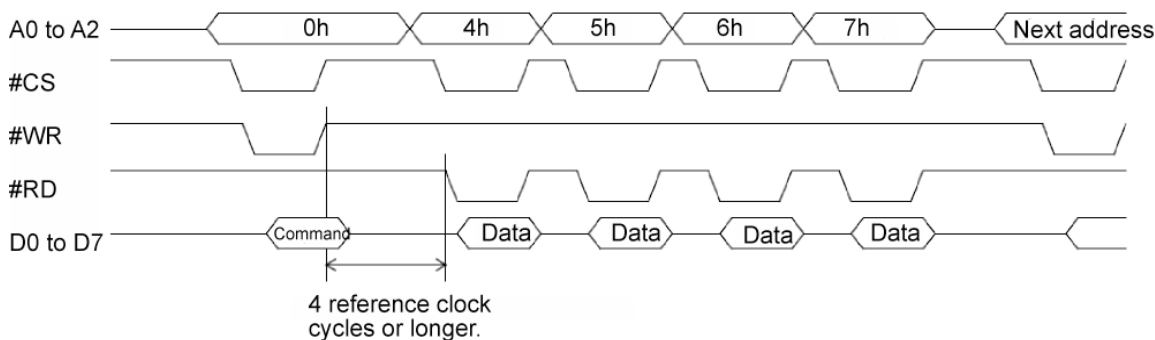 A0 to A2
0h
4h
5h
6h
7h
Next address
#CS
#WR
#RD
D0 to D7
Command
Data
Data
Data
Data
4 reference clock
cycles or longer.